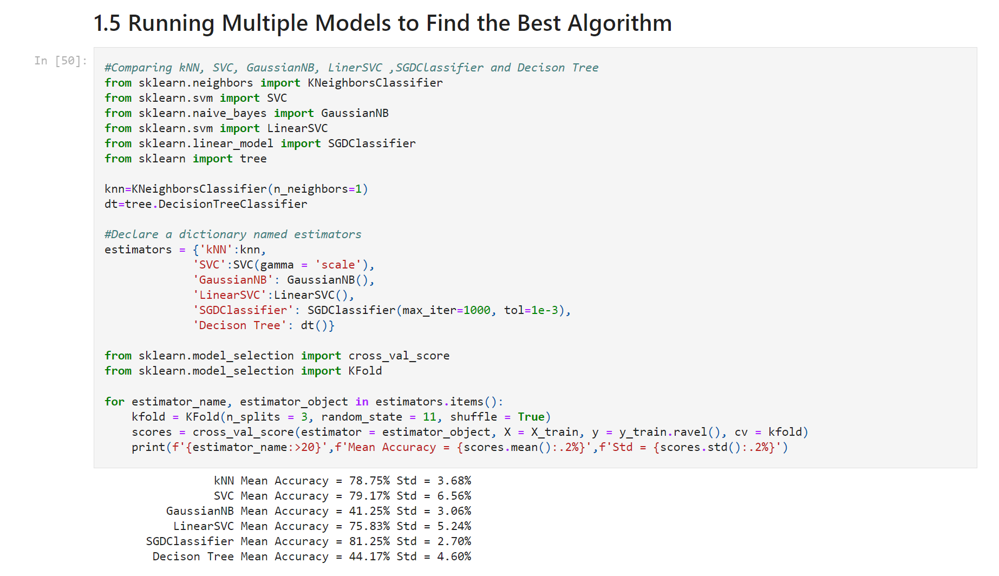 1.5 Running Multiple Models to Find the Best Algorithm
In [50]:
#Comparing kNN, SVC, GaussianNB, LinerSVC ,SGDClassifier and Decison Tree
from sklearn.neighbors import KNeighborsClassifier
from sklearn.svm import SVC
from sklearn.naive_bayes import GaussianNB
from sklearn.svm import LinearSVC
from sklearn.linear_model import SGDClassifier
from sklearn import tree
knn=KNeighborsClassifier(n_neighbors=1)
dt=tree.DecisionTreeClassifier
#Declare a dictionary named estimators
estimators = {'kNN':knn,
'SVC':SVC(gamma = 'scale'),
'GaussianNB': GaussianNB(),
'LinearSVC':LinearSVC(),
'SGDClassifier': SGDClassifier(max_iter=1000, tol=1e-3),
'Decison Tree': dt()}
from sklearn.model_selection import cross_val_score
from sklearn.model_selection import KFold
for estimator_name, estimator_object in estimators.items():
kfold = KFold(n_splits = 3, random_state = 11, shuffle = True)
scores = cross_val_score(estimator = estimator_object, X = X_train, y = y_train.ravel(), cv = kfold)
print(f'{estimator_name:>20}',f'Mean Accuracy = {scores.mean():.2%}',f'Std = {scores.std():.2%}')
kNN Mean Accuracy = 78.75% Std = 3.68%
SVC Mean Accuracy = 79.17% Std = 6.56%
GaussianNB Mean Accuracy = 41.25% Std = 3.06%
LinearSVC Mean Accuracy = 75.83% Std = 5.24%
SGDClassifier Mean Accuracy = 81.25% Std = 2.70%
Decison Tree Mean Accuracy = 44.17% Std = 4.60%